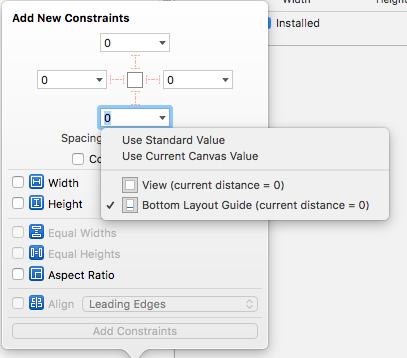 Width
Height
Installed
Add New Constraints
0
0
0
0
Spacing
Use Standard Value
Use Current Canvas Value
View (current distance = 0)
✓ Bottom Layout Guide (current distance = 0)
Width
Height
Equal Widths
Equal Heights
Aspect Ratio
Align Leading Edges
Add Constraints